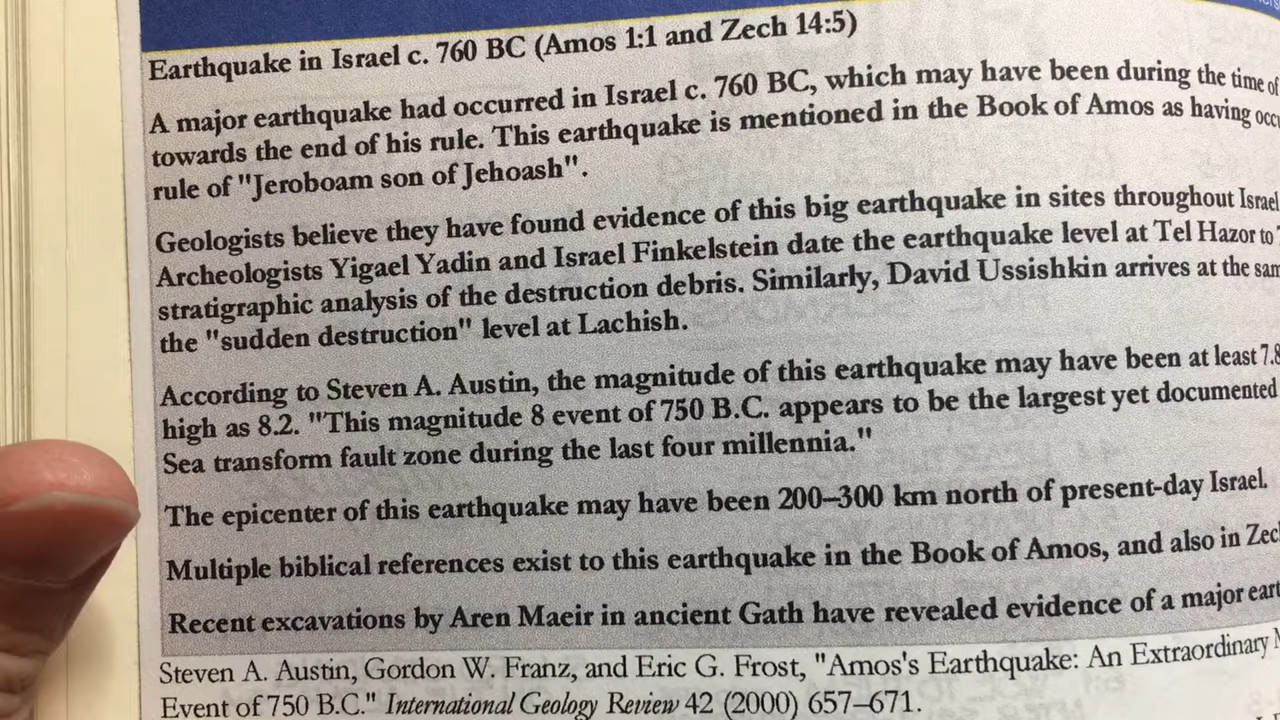 Earthquake in Israel c. 760 BC (Amos 1:1 and Zech 14:5)
A major earthquake had occurred in Israel c. 760 BC, which may have been during the time of
towards the end of his rule. This earthquake is mentioned in the Book of Amos as having
rule of "Jeroboam son of Jehoash".
Geologists believe they have found evidence of this big earthquake in sites throughout Israel
Archeologists Yigael Yadin and Israel Finkelstein date the earthquake level at Tel Hazor to
stratigraphic analysis of the destruction debris. Similarly, David Ussishkin arrives at the
the "sudden destruction" level at Lachish.
According to Steven A. Austin, the magnitude of this earthquake may have been at least 7.8
high as 8.2. "This magnitude 8 event of 750 B.C. appears to be the largest yet documented
Sea transform fault zone during the last four millennia."
The epicenter of this earthquake may have been 200–300 km north of present-day Israel.
Multiple biblical references exist to this earthquake in the Book of Amos, and also in
Recent excavations by Aren Maeir in ancient Gath have revealed evidence of a major
Steven A. Austin, Gordon W. Franz, and Eric G. Frost, "Amos's Earthquake: An Extraordinary
Event of 750 B.C." International Geology Review 42 (2000) 657–671.